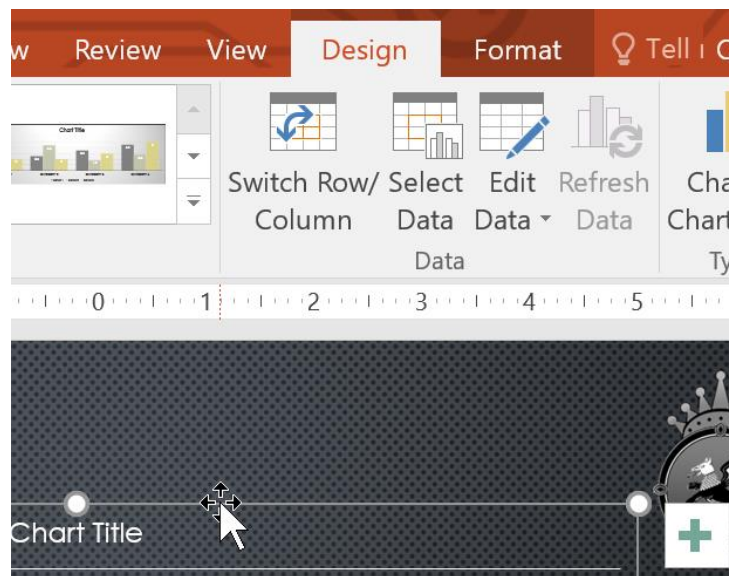 w Review View Design Format Tell
Chart Title
Switch Row/ Select Edit Refresh Cha
Column Data Data Data Chart
Data Ty
0 1 2 3 4 5
Chart Title